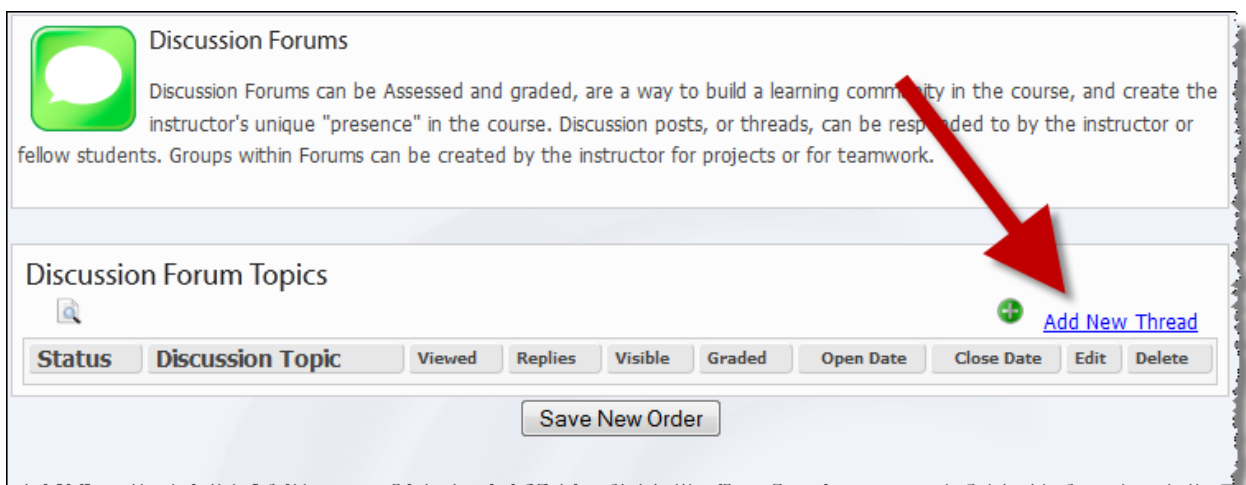 Discussion Forums
Discussion Forums can be Assessed and graded, are a way to build a learning community in the course, and create the
instructor's unique "presence" in the course. Discussion posts, or threads, can be responded to by the instructor or
fellow students. Groups within Forums can be created by the instructor for projects or for teamwork.
Discussion Forum Topics
Add New Thread
Status Discussion Topic Viewed Replies Visible Graded Open Date Close Date Edit Delete
Save New Order